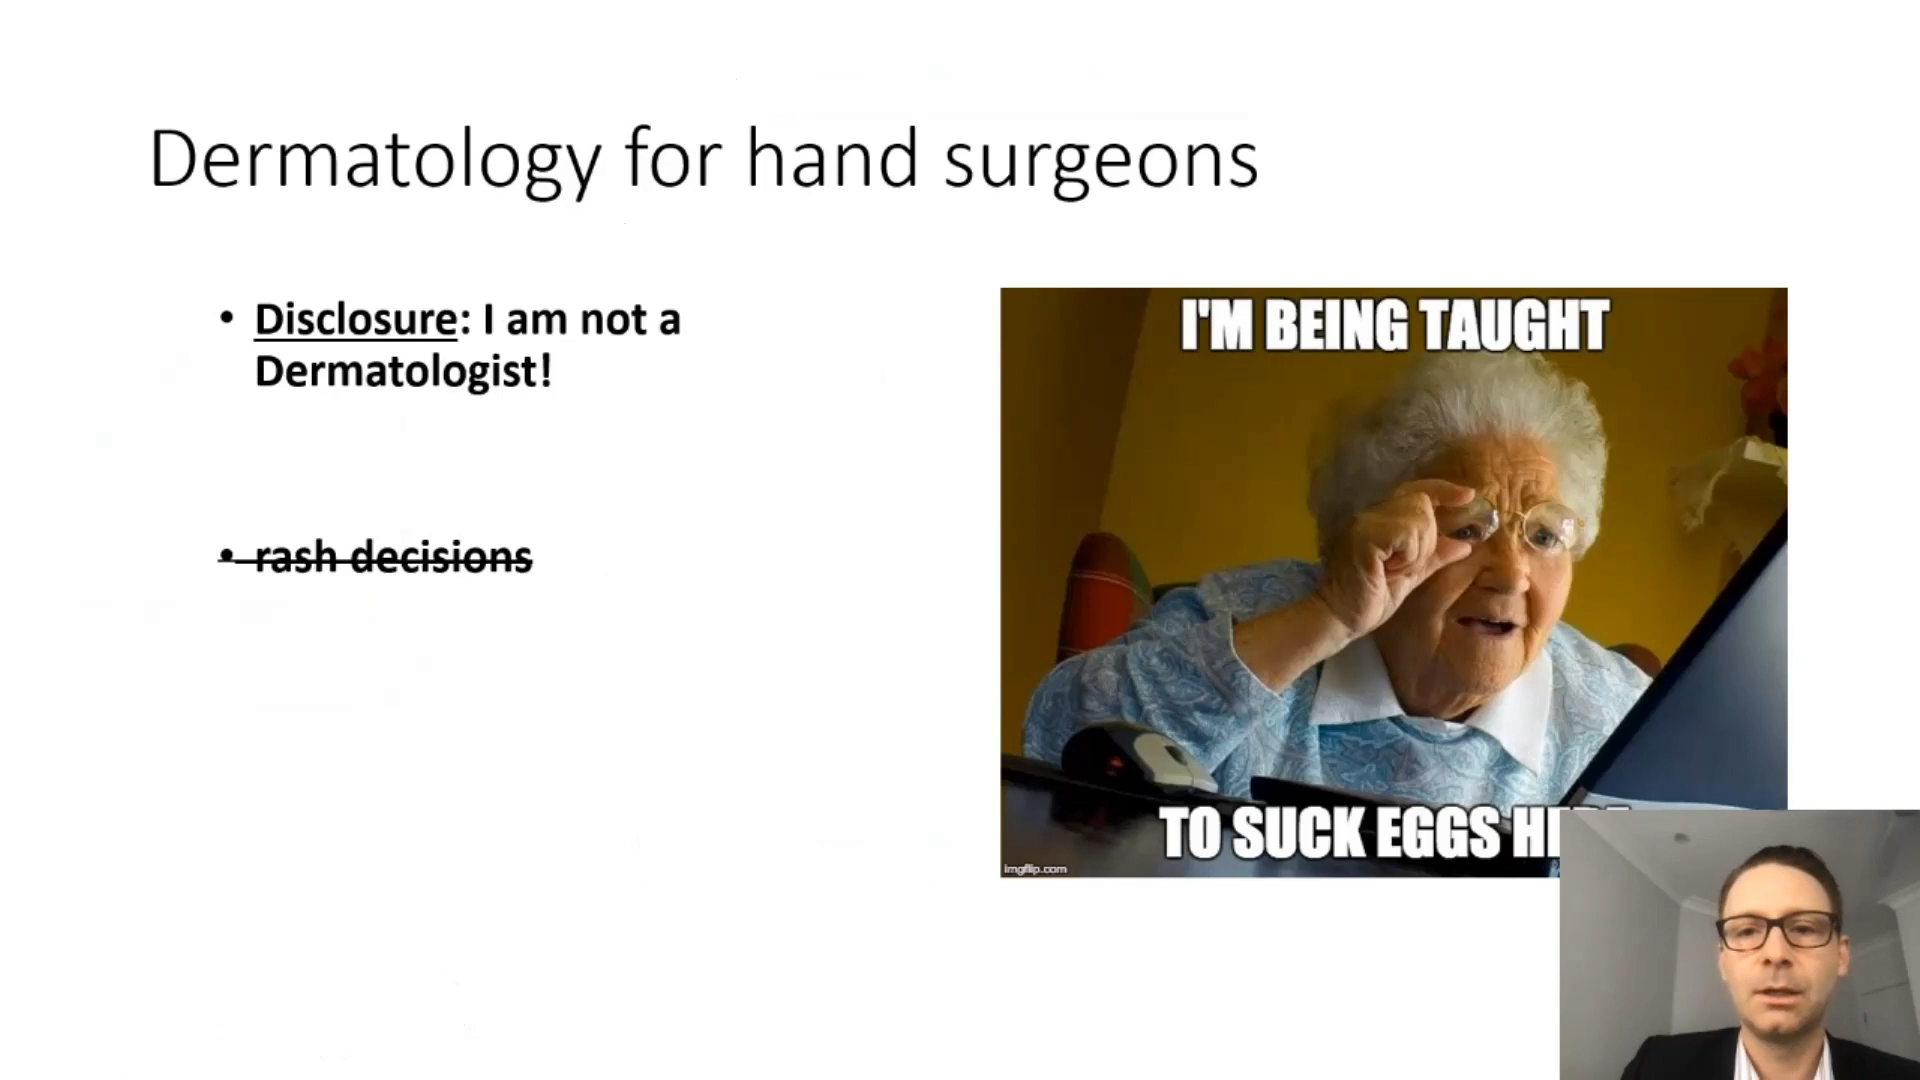 Dermatology for hand surgeons
• Disclosure: I am not a
Dermatologist!
• rash decisions
I'M BEING TAUGHT
TO SUCK EGGS
imgflip.com